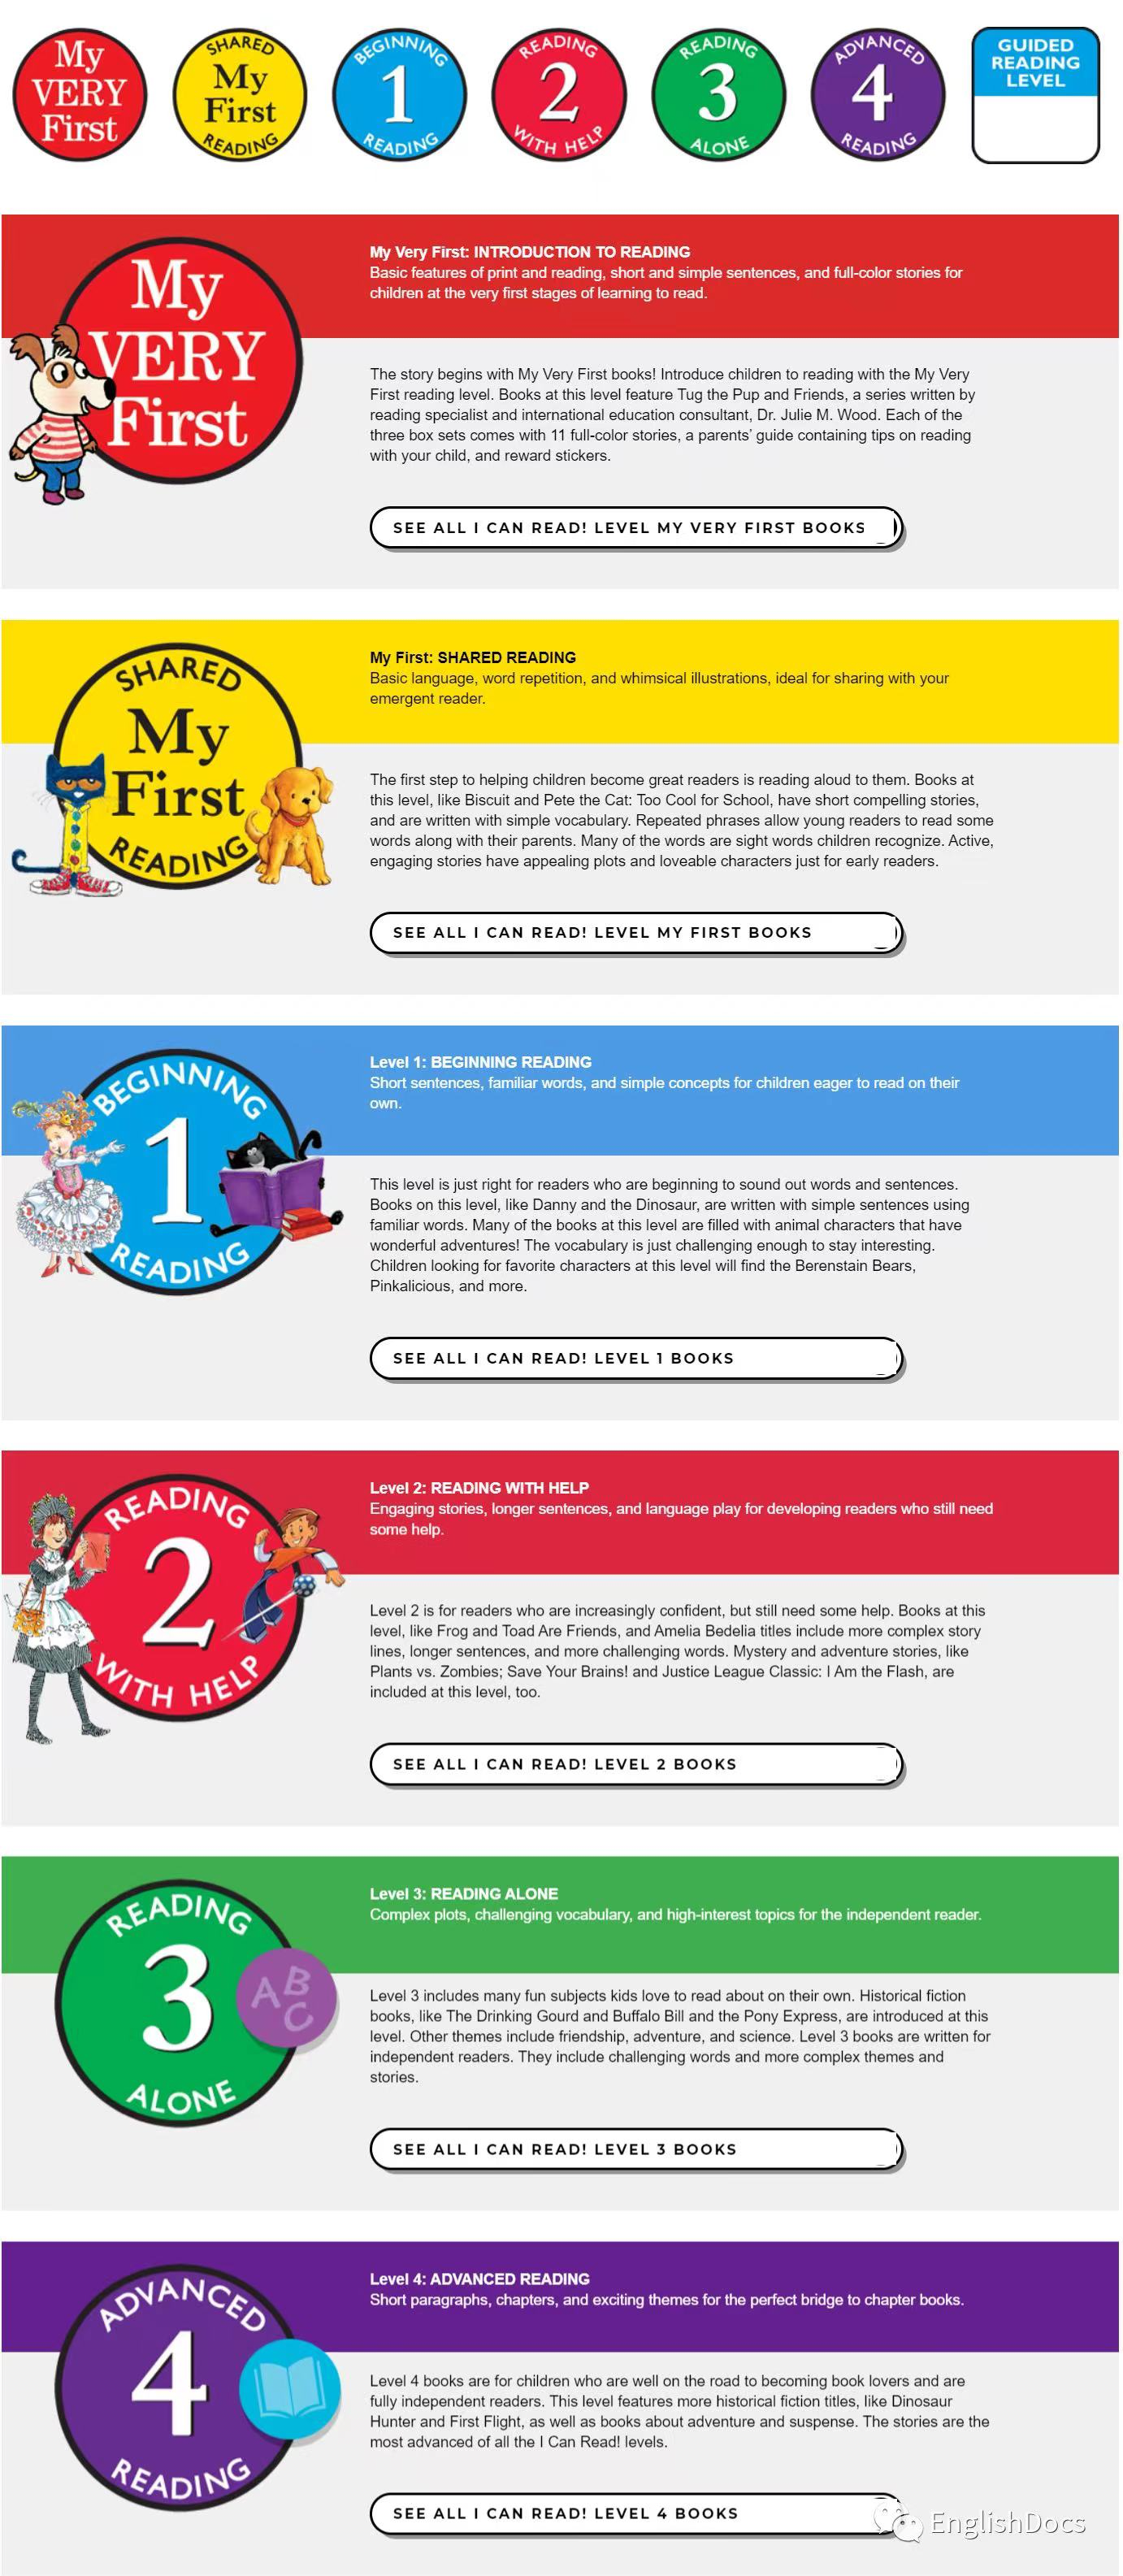 My
VERY
First
SHARED
My
First
READING
BEGINNING
1
READING
READING
2
WITH HELP
READING
3
ALONE
ADVANCED
4
READING
GUIDED
READING
LEVEL
My
VERY
First
My Very First: INTRODUCTION TO READING
Basic features of print and reading, short and simple sentences, and full-color stories for
children at the very first stages of learning to read.
The story begins with My Very First books! Introduce children to reading with the My Very
First reading level. Books at this level feature Tug the Pup and Friends, a series written by
reading specialist and international education consultant, Dr. Julie M. Wood. Each of the
three box sets comes with 11 full-color stories, a parents' guide containing tips on reading
with your child, and reward stickers.
SEE ALL I CAN READ! LEVEL MY VERY FIRST BOOKS
SHARED
My
First
READING
My First: SHARED READING
Basic language, word repetition, and whimsical illustrations, ideal for sharing with your
emergent reader.
The first step to helping children become great readers is reading aloud to them. Books at
this level, like Biscuit and Pete the Cat: Too Cool for School, have short compelling stories,
and are written with simple vocabulary. Repeated phrases allow young readers to read some
words along with their parents. Many of the words are sight words children recognize. Active,
engaging stories have appealing plots and loveable characters just for early readers.
SEE ALL I CAN READ! LEVEL MY FIRST BOOKS
BEGINNING
1
READING
Level 1: BEGINNING READING
Short sentences, familiar words, and simple concepts for children eager to read on their
own.
This level is just right for readers who are beginning to sound out words and sentences.
Books on this level, like Danny and the Dinosaur, are written with simple sentences using
familiar words. Many of the books at this level are filled with animal characters that have
wonderful adventures! The vocabulary is just challenging enough to stay interesting.
Children looking for favorite characters at this level will find the Berenstain Bears,
Pinkalicious, and more.
SEE ALL I CAN READ! LEVEL 1 BOOKS
READING
2
WITH HELP
Level 2: READING WITH HELP
Engaging stories, longer sentences, and language play for developing readers who still need
some help.
Level 2 is for readers who are increasingly confident, but still need some help. Books at this
level, like Frog and Toad Are Friends, and Amelia Bedelia titles include more complex story
lines, longer sentences, and more challenging words. Mystery and adventure stories, like
Plants vs. Zombies; Save Your Brains! and Justice League Classic: I Am the Flash, are
included at this level, too.
SEE ALL I CAN READ! LEVEL 2 BOOKS
READING
3
ALONE
ABC
Level 3: READING ALONE
Complex plots, challenging vocabulary, and high-interest topics for the independent reader.
Level 3 includes many fun subjects kids love to read about on their own. Historical fiction
books, like The Drinking Gourd and Buffalo Bill and the Pony Express, are introduced at this
level. Other themes include friendship, adventure, and science. Level 3 books are written for
independent readers. They include challenging words and more complex themes and
stories.
SEE ALL I CAN READ! LEVEL 3 BOOKS
ADVANCED
4
READING
Level 4: ADVANCED READING
Short paragraphs, chapters, and exciting themes for the perfect bridge to chapter books.
Level 4 books are for children who are well on the road to becoming book lovers and are
fully independent readers. This level features more historical fiction titles, like Dinosaur
Hunter and First Flight, as well as books about adventure and suspense. The stories are the
most advanced of all the I Can Read! levels.
SEE ALL I CAN READ! LEVEL 4 BOOKS
EnglishDocs